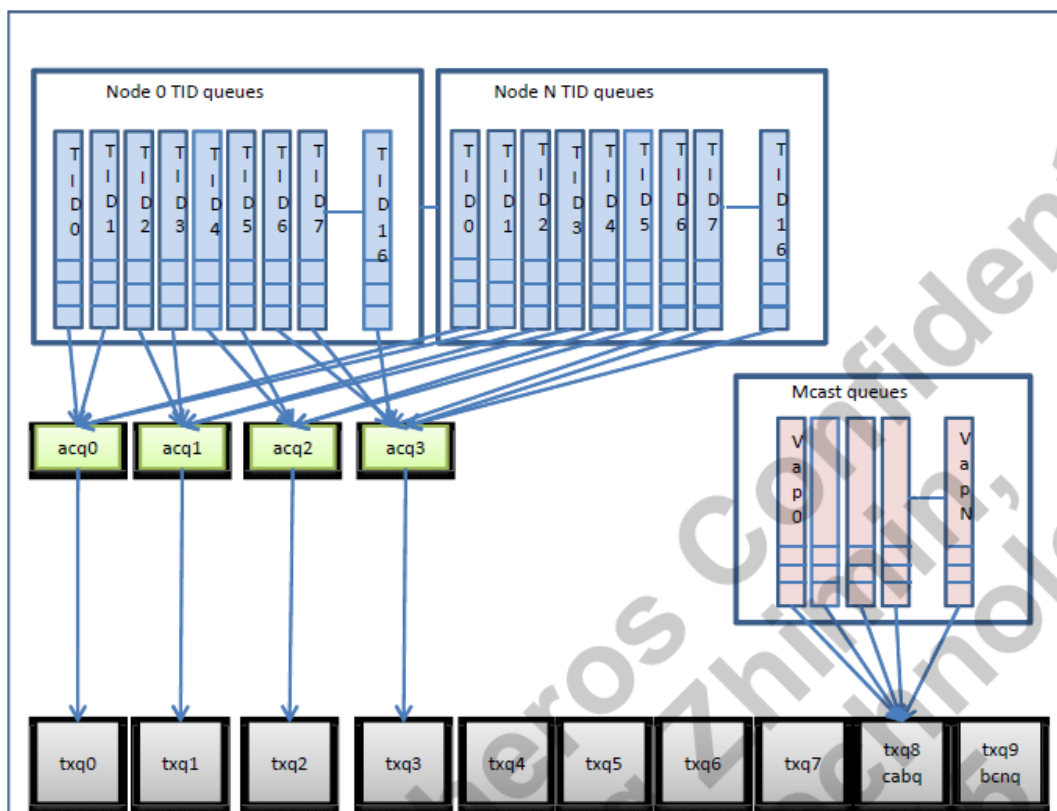 Node 0 TID queues
Node N TID queues
TID0
TID1
TID2
TID3
TID4
TID5
TID6
TID7
TID16
TID0
TID1
TID2
TID3
TID4
TID5
TID6
TID7
TID16
Mcast queues
Vap0
VapN
acq0
acq1
acq2
acq3
txq0
txq1
txq2
txq3
txq4
txq5
txq6
txq7
txq8
cabq
txq9
bcnq
Zhimin,